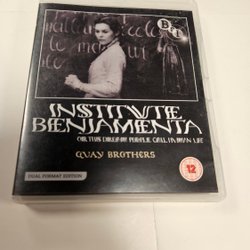 BFI
INSTITUTE
BENJAMENTA
OR THIS DREAM PEOPLE CALL HUMAN LIFE
QUAY BROTHERS
DUAL FORMAT EDITION
12